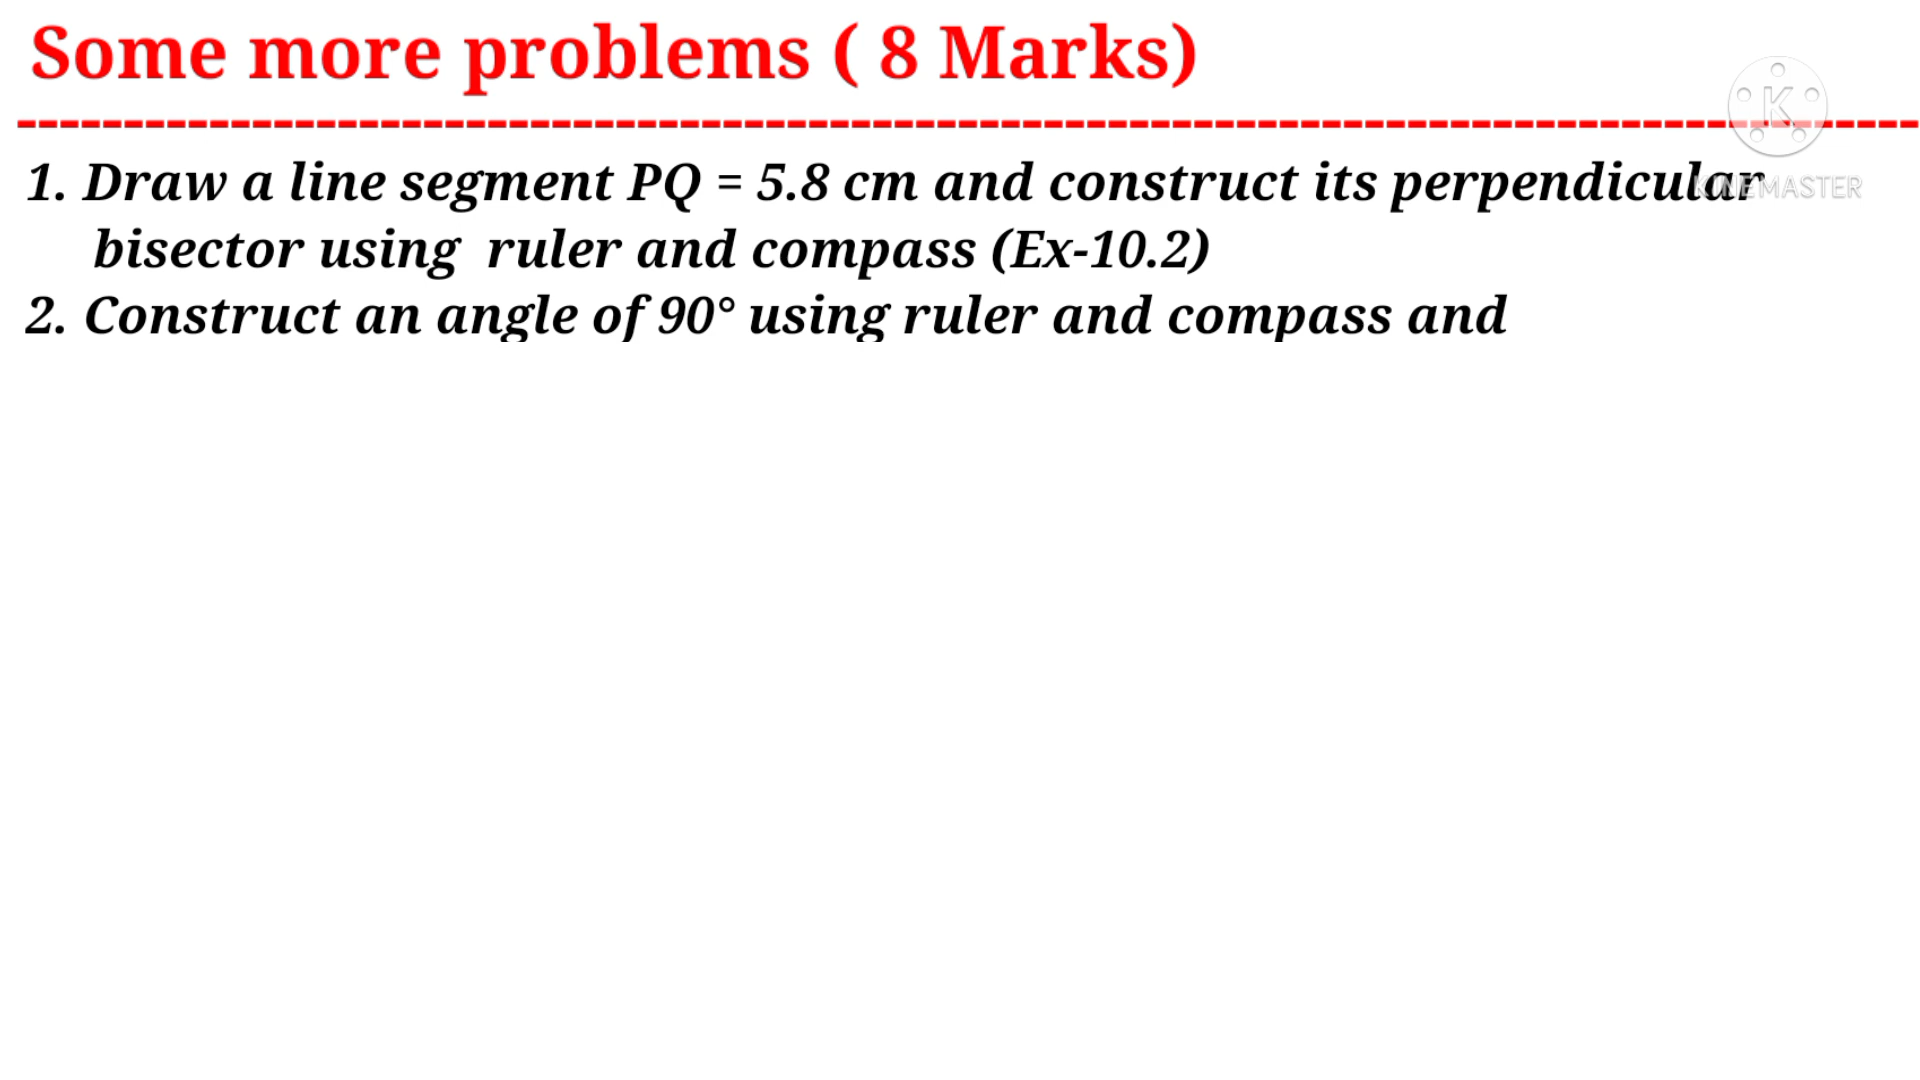 Some more problems ( 8 Marks)
1. Draw a line segment PQ = 5.8 cm and construct its perpendicular
KINEMASTER
bisector using ruler and compass (Ex-10.2)
2. Construct an angle of 90° using ruler and compass and